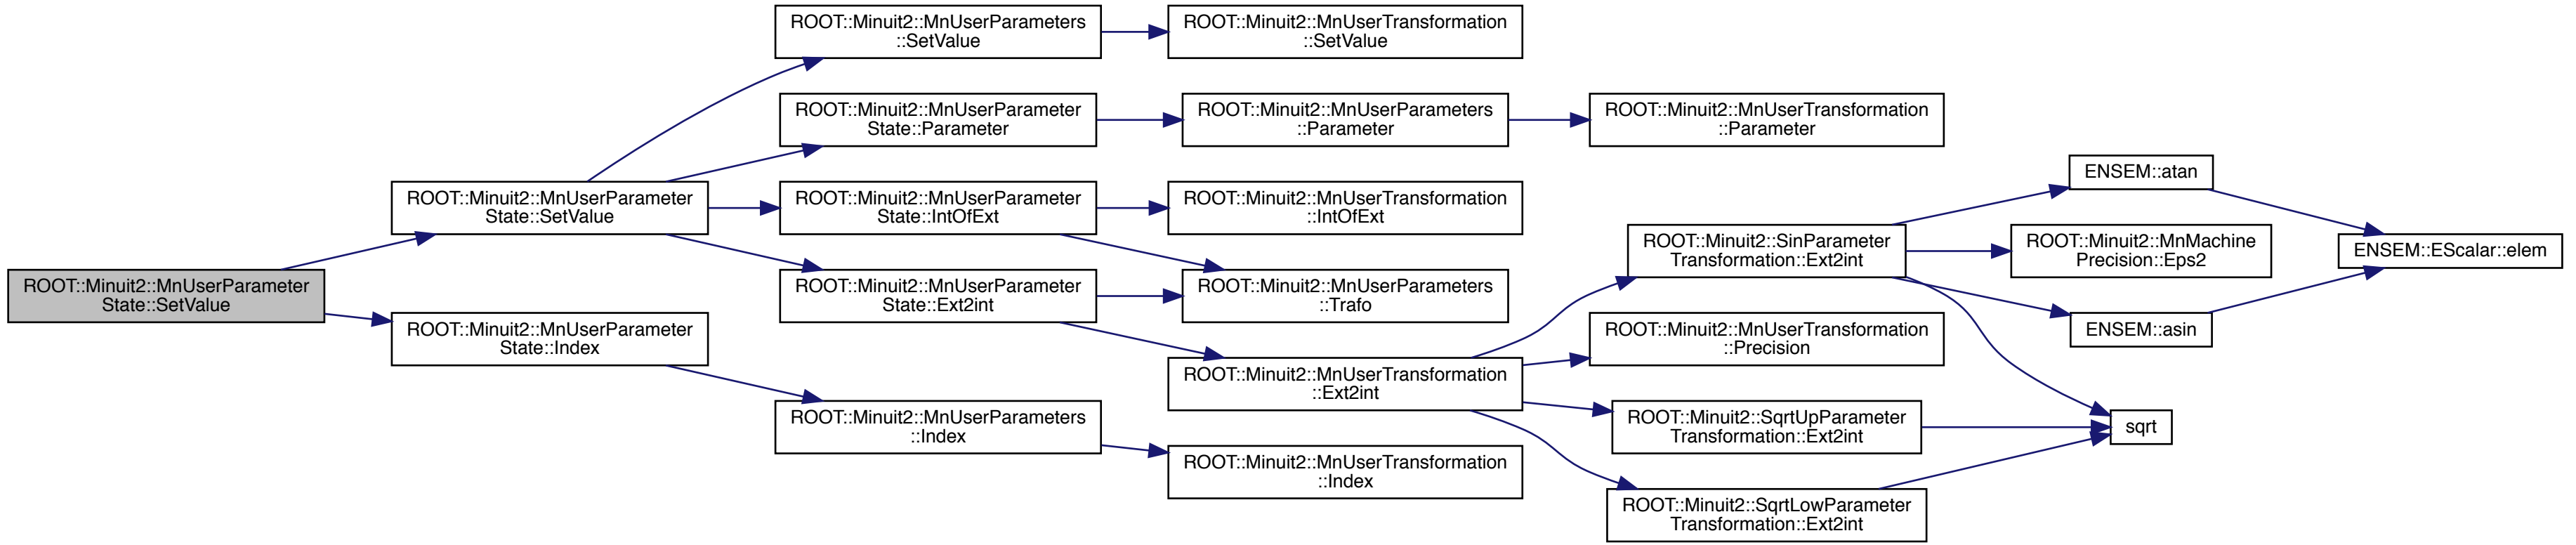 ROOT::Minuit2::MnUserParameter
State::SetValue
ROOT::Minuit2::MnUserParameter
State::SetValue
ROOT::Minuit2::MnUserParameter
State::Index
ROOT::Minuit2::MnUserParameters
::SetValue
ROOT::Minuit2::MnUserParameter
State::Parameter
ROOT::Minuit2::MnUserParameter
State::IntOfExt
ROOT::Minuit2::MnUserParameter
State::Ext2int
ROOT::Minuit2::MnUserParameters
::Index
ROOT::Minuit2::MnUserTransformation
::SetValue
ROOT::Minuit2::MnUserParameters
::Parameter
ROOT::Minuit2::MnUserTransformation
::IntOfExt
ROOT::Minuit2::MnUserParameters
::Trafo
ROOT::Minuit2::MnUserTransformation
::Ext2int
ROOT::Minuit2::MnUserTransformation
::Index
ROOT::Minuit2::MnUserTransformation
::Parameter
ROOT::Minuit2::SinParameter
Transformation::Ext2int
ROOT::Minuit2::MnUserTransformation
::Precision
ROOT::Minuit2::SqrtUpParameter
Transformation::Ext2int
ROOT::Minuit2::SqrtLowParameter
Transformation::Ext2int
ENSEM::atan
ROOT::Minuit2::MnMachine
Precision::Eps2
ENSEM::asin
sqrt
ENSEM::EScalar::elem